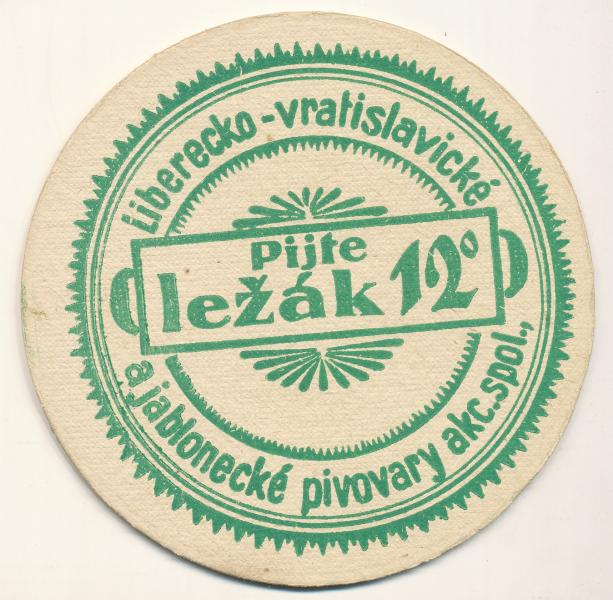 Liberecko-vratislavické
Pijte
ležák 12°
a jablonecké pivovary akc.spol.,